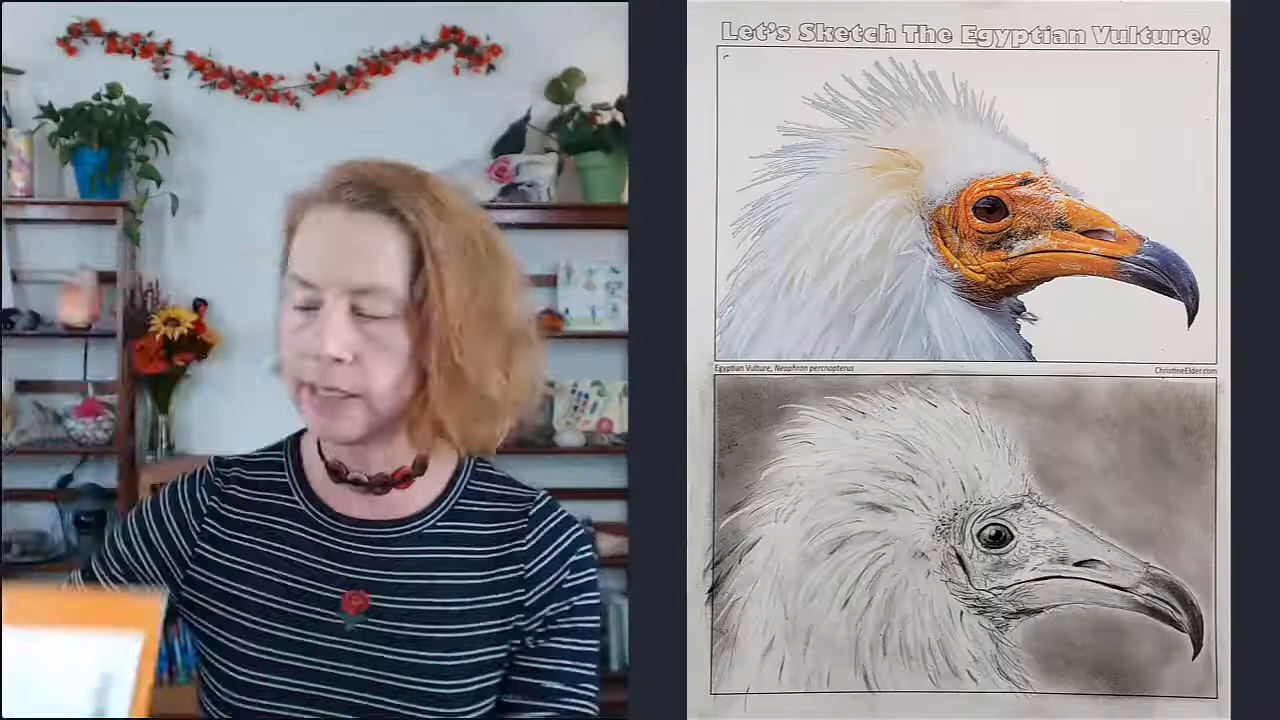 Let's Sketch The Egyptian Vulture!
Egyptian Vulture, Neophron percnopterus
ChristineElder.com